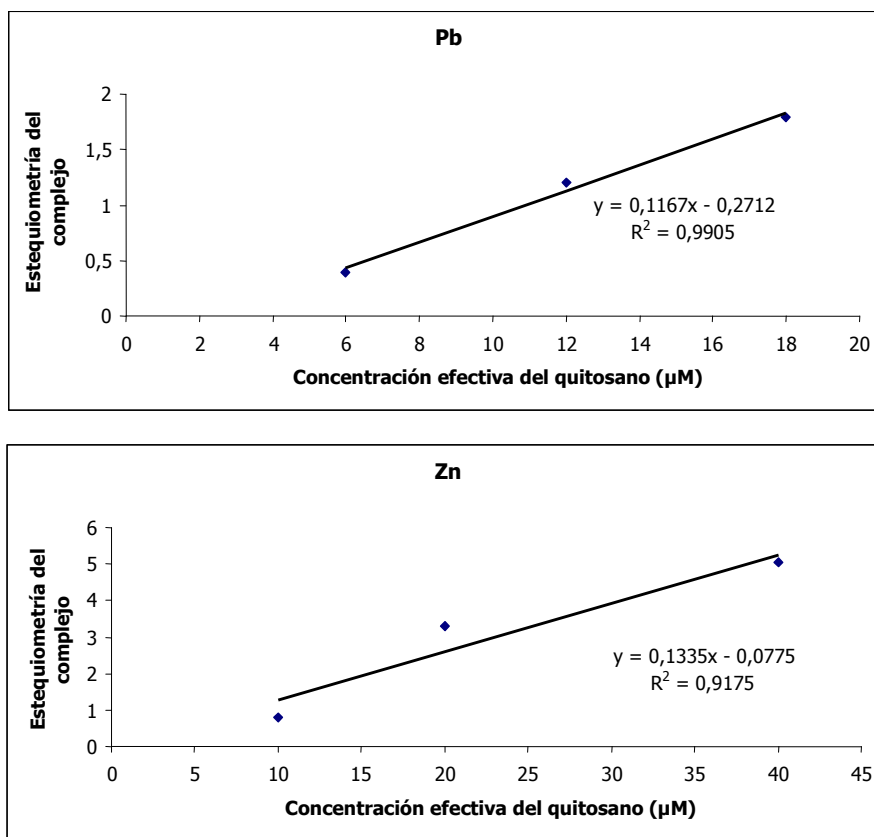 Pb
Estequiometría del
complejo
2
1,5
1
0,5
0
y = 0,1167x - 0,2712
R² = 0,9905
0 2 4 6 8 10 12 14 16 18 20
Concentración efectiva del quitosano (µM)
Zn
Estequiometría del
complejo
6
5
4
3
2
1
0
y = 0,1335x - 0,0775
R² = 0,9175
0 5 10 15 20 25 30 35 40 45
Concentración efectiva del quitosano (µM)